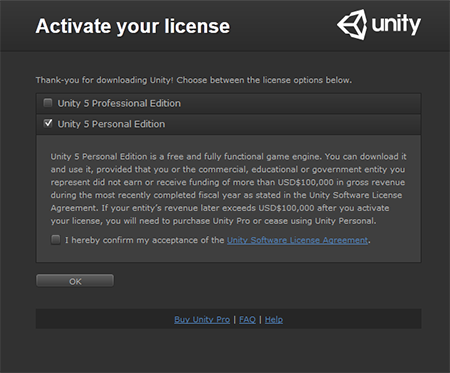 Activate your license
unity
Thank-you for downloading Unity! Choose between the license options below.
Unity 5 Professional Edition
Unity 5 Personal Edition
Unity 5 Personal Edition is a free and fully functional game engine. You can download it
and use it, provided that you or the commercial, educational or government entity you
represent did not earn or receive funding of more than USD$100,000 in gross revenue
during the most recently completed fiscal year as stated in the Unity Software License
Agreement. If your entity's revenue later exceeds USD$100,000 after you activate
your license, you will need to purchase Unity Pro or cease using Unity Personal.
I hereby confirm my acceptance of the Unity Software License Agreement.
OK
Buy Unity Pro | FAQ | Help